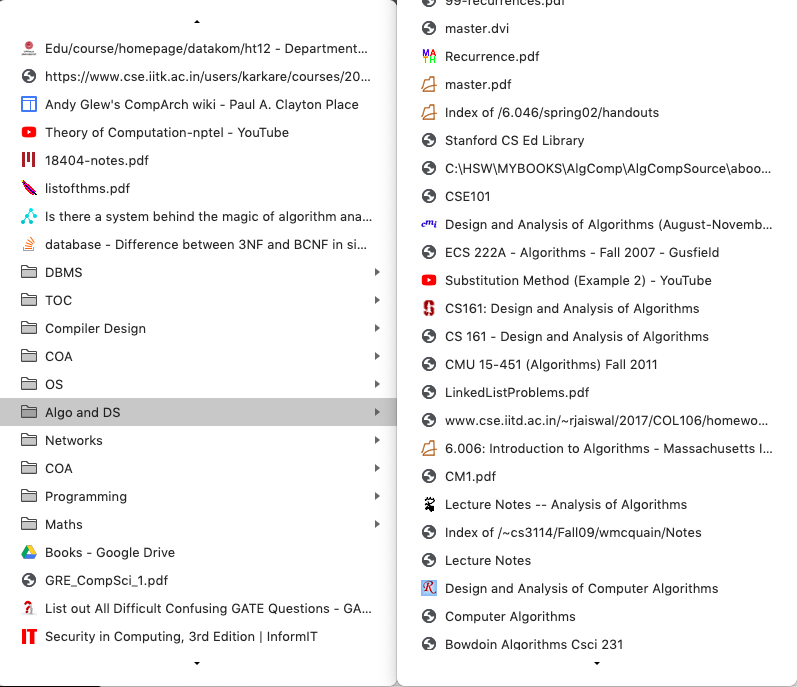 Edu/course/homepage/datakom/ht12 - Department...
https://www.cse.iitk.ac.in/users/karkare/courses/20...
Andy Glew's CompArch wiki - Paul A. Clayton Place
Theory of Computation-nptel - YouTube
18404-notes.pdf
listofthms.pdf
Is there a system behind the magic of algorithm ana...
database - Difference between 3NF and BCNF in si...
DBMS
TOC
Compiler Design
COA
OS
Algo and DS
Networks
COA
Programming
Maths
Books - Google Drive
GRE_CompSci_1.pdf
List out All Difficult Confusing GATE Questions - GA...
Security in Computing, 3rd Edition | InformIT
99-recurrences.pdf
master.dvi
Recurrence.pdf
master.pdf
Index of /6.046/spring02/handouts
Stanford CS Ed Library
C:\HSW\MYBOOKS\AlgComp\AlgCompSource\aboo...
CSE101
Design and Analysis of Algorithms (August-Novemb...
ECS 222A - Algorithms - Fall 2007 - Gusfield
Substitution Method (Example 2) - YouTube
CS161: Design and Analysis of Algorithms
CS 161 - Design and Analysis of Algorithms
CMU 15-451 (Algorithms) Fall 2011
LinkedListProblems.pdf
www.cse.iitd.ac.in/~rjaiswal/2017/COL106/homewo...
6.006: Introduction to Algorithms - Massachusetts I...
CM1.pdf
Lecture Notes -- Analysis of Algorithms
Index of /~cs3114/Fall09/wmcquain/Notes
Lecture Notes
Design and Analysis of Computer Algorithms
Computer Algorithms
Bowdoin Algorithms Csci 231